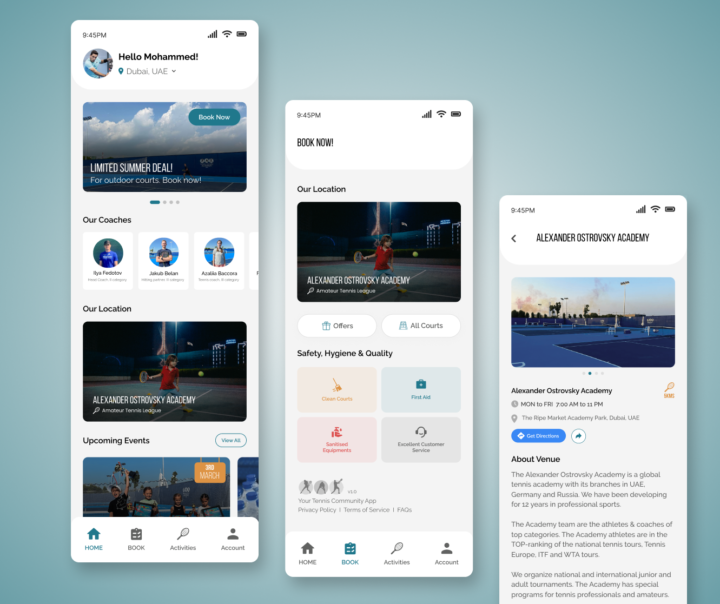 9:45PM
Hello Mohammed!
Dubai, UAE
Book Now
LIMITED SUMMER DEAL!
For outdoor courts. Book now!
Our Coaches
Ilya Fedotov
Jakub Belan
Azaliia Baccora
Our Location
ALEXANDER OSTROVSKY ACADEMY
Amateur Tennis League
Upcoming Events
View All
3RD
MARCH
HOME
BOOK
Activities
Account
9:45PM
BOOK NOW!
Our Location
ALEXANDER OSTROVSKY ACADEMY
Amateur Tennis League
Offers
All Courts
Safety, Hygiene & Quality
Clean Courts
First Aid
Sanitised
Equipments
Excellent Customer
Service
Your Tennis Community App
Privacy Policy I Terms of Service I FAQs
HOME
BOOK
Activities
Account
9:45PM
ALEXANDER OSTROVSKY ACADEMY
Alexander Ostrovsky Academy
MON to FRI 7:00 AM to 11 PM
The Ripe Market Academy Park, Dubai, UAE
Get Directions
About Venue
The Alexander Ostrovsky Academy is a global
tennis academy with its branches in UAE,
Germany and Russia. We have been developing
for 12 years in professional sports.
The Academy team are the athletes & coaches of
top categories. The Academy athletes are in the
TOP-ranking of the national tennis tours, Tennis
Europe, ITF and WTA tours.
We organize national and international junior and
adult tournaments. The Academy has special
programs for tennis professionals and amateurs.